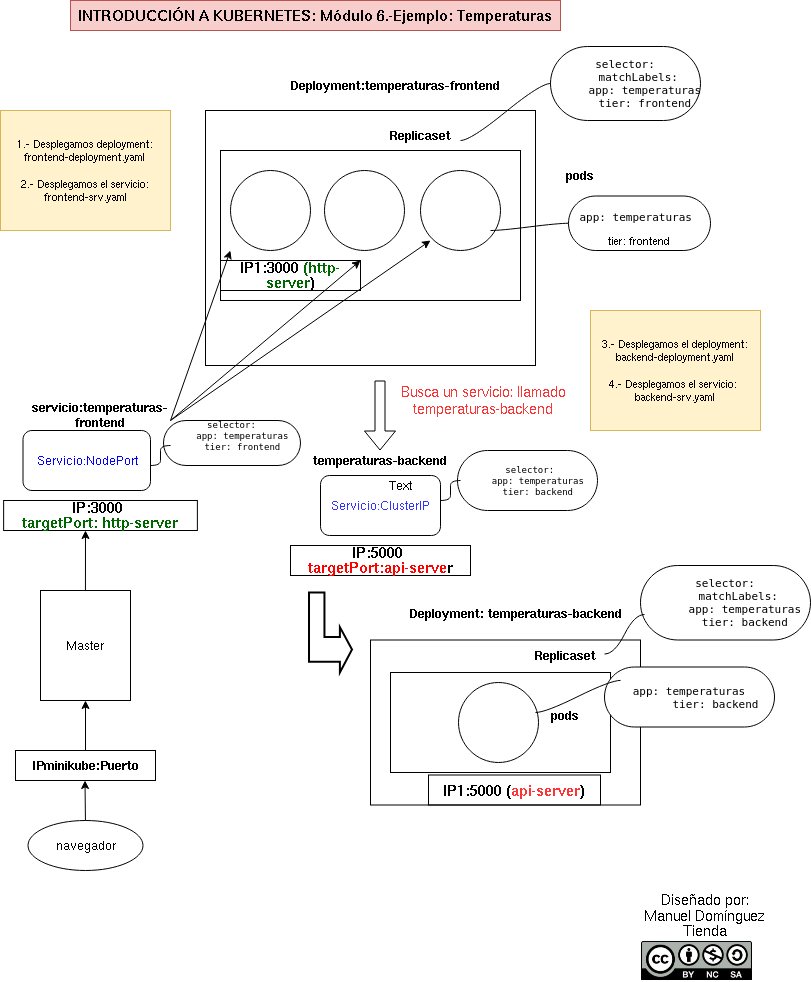 INTRODUCCIÓN A KUBERNETES: Módulo 6.-Ejemplo: Temperaturas
Deployment:temperaturas-frontend
selector:
matchLabels:
app: temperaturas
tier: frontend
Replicaset
1.- Desplegamos deployment:
frontend-deployment.yaml
2.- Desplegamos el servicio:
frontend-srv.yaml
pods
app: temperaturas
tier: frontend
IP1:3000 (http-
server)
3.- Desplegamos el deployment:
backend-deployment.yaml
4.- Desplegamos el servicio:
backend-srv.yaml
Busca un servicio: llamado
temperaturas-backend
servicio:temperaturas-
frontend
selector:
app: temperaturas
tier: frontend
Servicio:NodePort
temperaturas-backend
selector:
app: temperaturas
tier: backend
Text
Servicio:ClusterIP
IP:3000
targetPort: http-server
IP:5000
targetPort:api-server
selector:
matchLabels:
app: temperaturas
tier: backend
Deployment: temperaturas-backend
Master
Replicaset
app: temperaturas
tier: backend
pods
IPminikube:Puerto
IP1:5000 (api-server)
navegador
Diseñado por:
Manuel Domínguez
Tienda
cc
BY NC SA